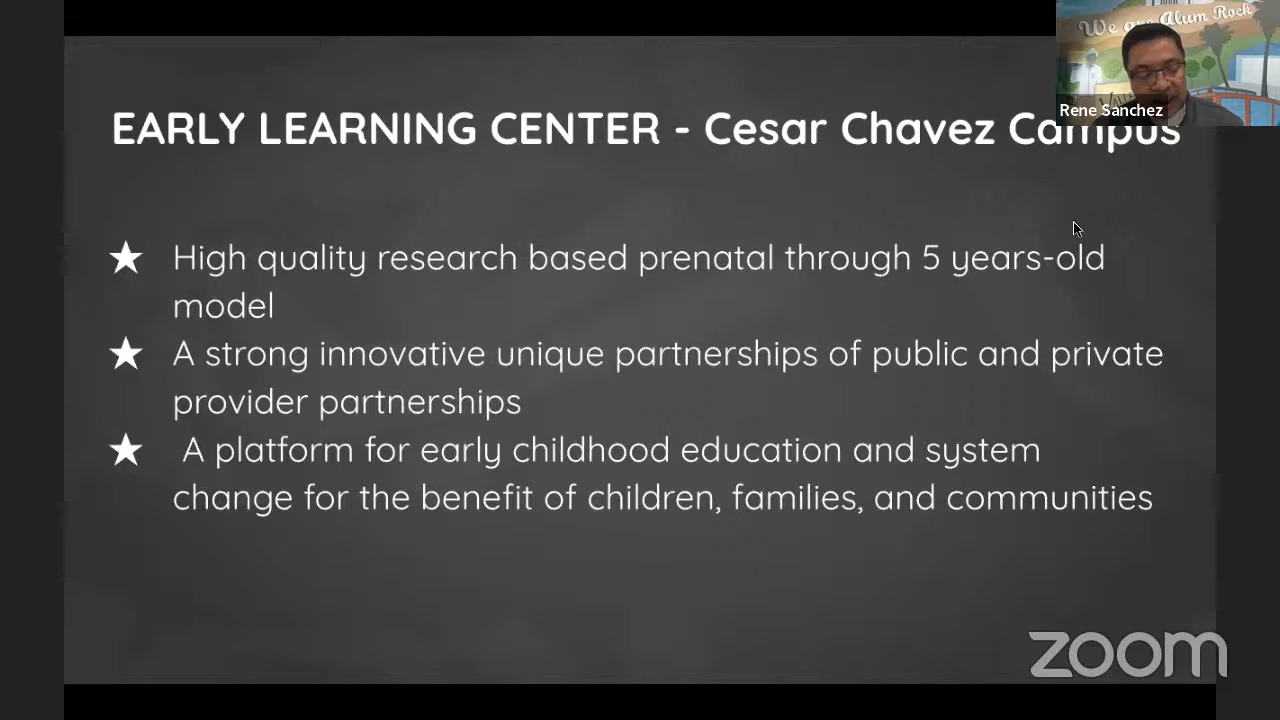 We are Alum Rock
Rene Sanchez
EARLY LEARNING CENTER - Cesar Chavez Campus
★ High quality research based prenatal through 5 years-old
model
★ A strong innovative unique partnerships of public and private
provider partnerships
★ A platform for early childhood education and system
change for the benefit of children, families, and communities
zoom